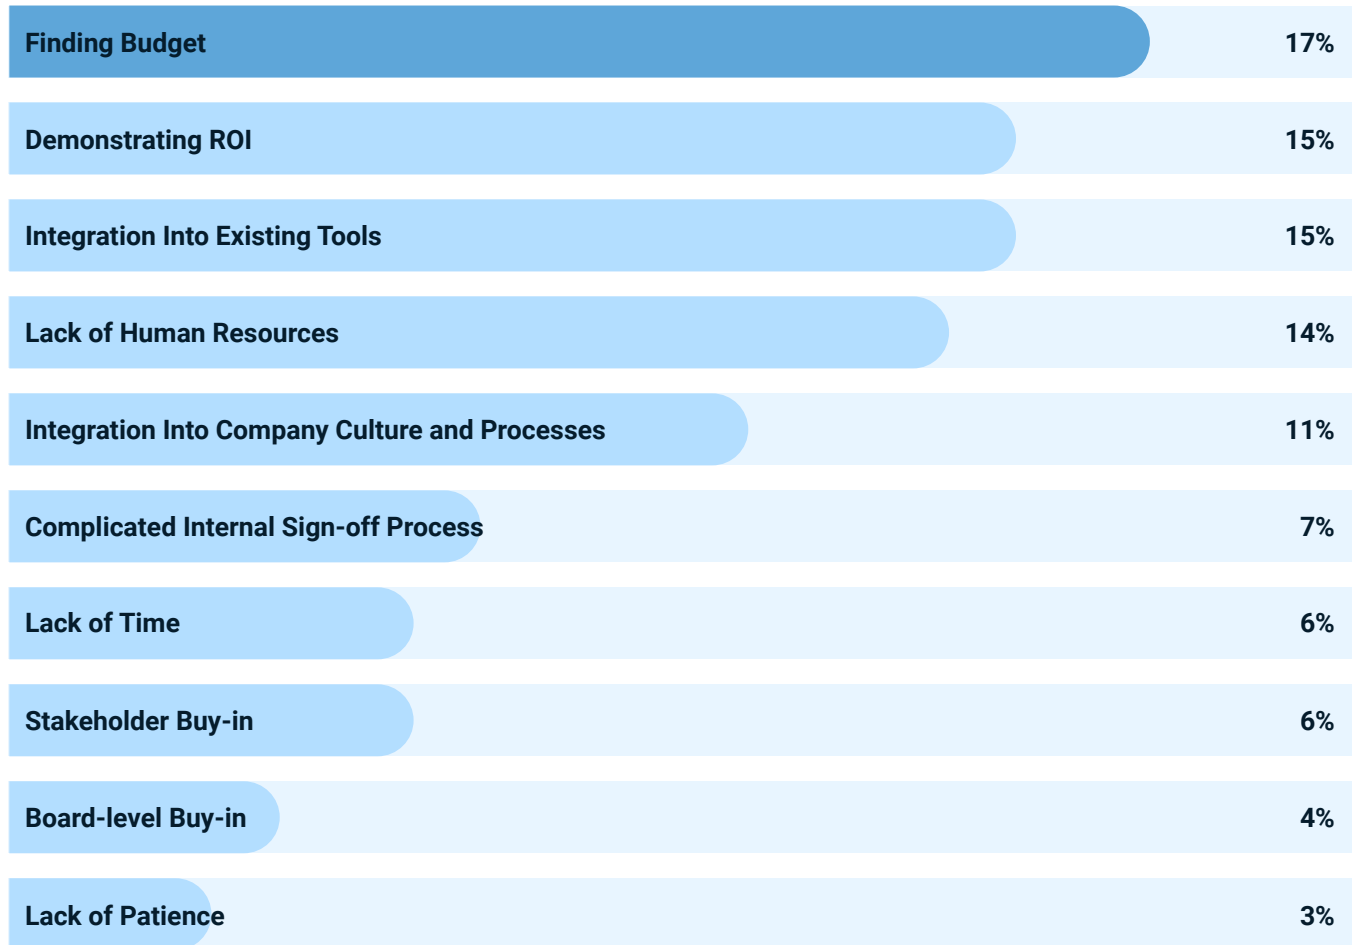 Finding Budget 17%
Demonstrating ROI 15%
Integration Into Existing Tools 15%
Lack of Human Resources 14%
Integration Into Company Culture and Processes 11%
Complicated Internal Sign-off Process 7%
Lack of Time 6%
Stakeholder Buy-in 6%
Board-level Buy-in 4%
Lack of Patience 3%